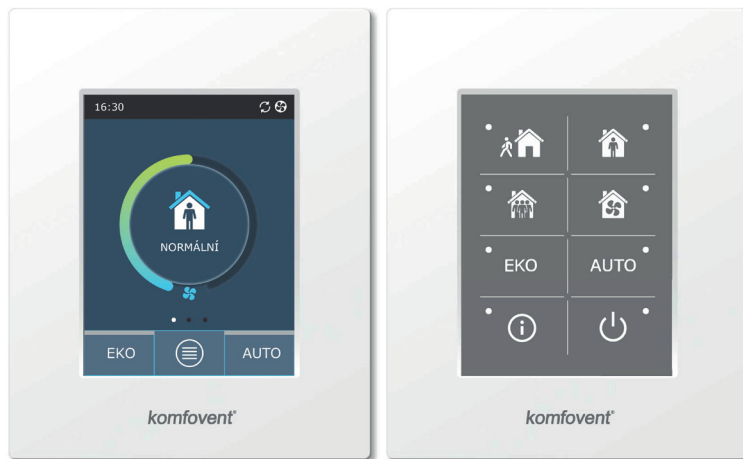 16:30
NORMÁLNÍ
EKO
AUTO
komfovent®
EKO
AUTO
komfovent®